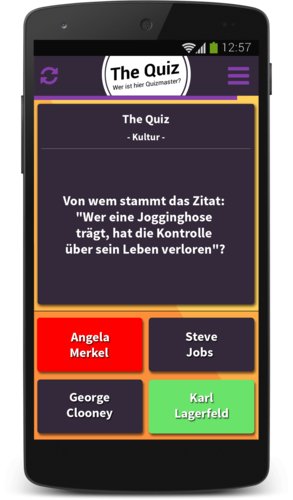 12:57
The Quiz
Wer ist hier Quizmaster?
The Quiz
- Kultur -
Von wem stammt das Zitat:
"Wer eine Jogginghose
trägt, hat die Kontrolle
über sein Leben verloren"?
Angela
Merkel
Steve
Jobs
George
Clooney
Karl
Lagerfeld